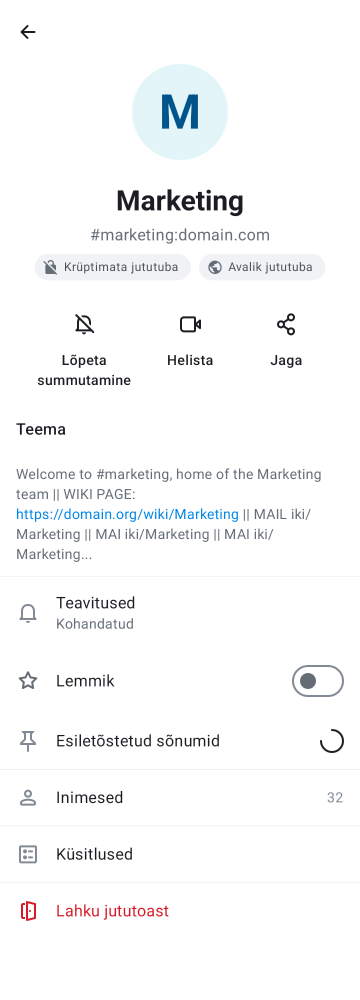 M
Marketing
#marketing:domain.com
Krüptimata jututuba
Avalik jututuba
Lõpeta
summutamine
Helista
Jaga
Teema
Welcome to #marketing, home of the Marketing
team || WIKI PAGE:
https://domain.org/wiki/Marketing || MAIL iki/
Marketing || MAI iki/Marketing || MAI iki/
Marketing...
Teavitused
Kohandatud
Lemmik
Esiletõstetud sõnumid
Inimesed
32
Küsitlused
Lahku jututoast